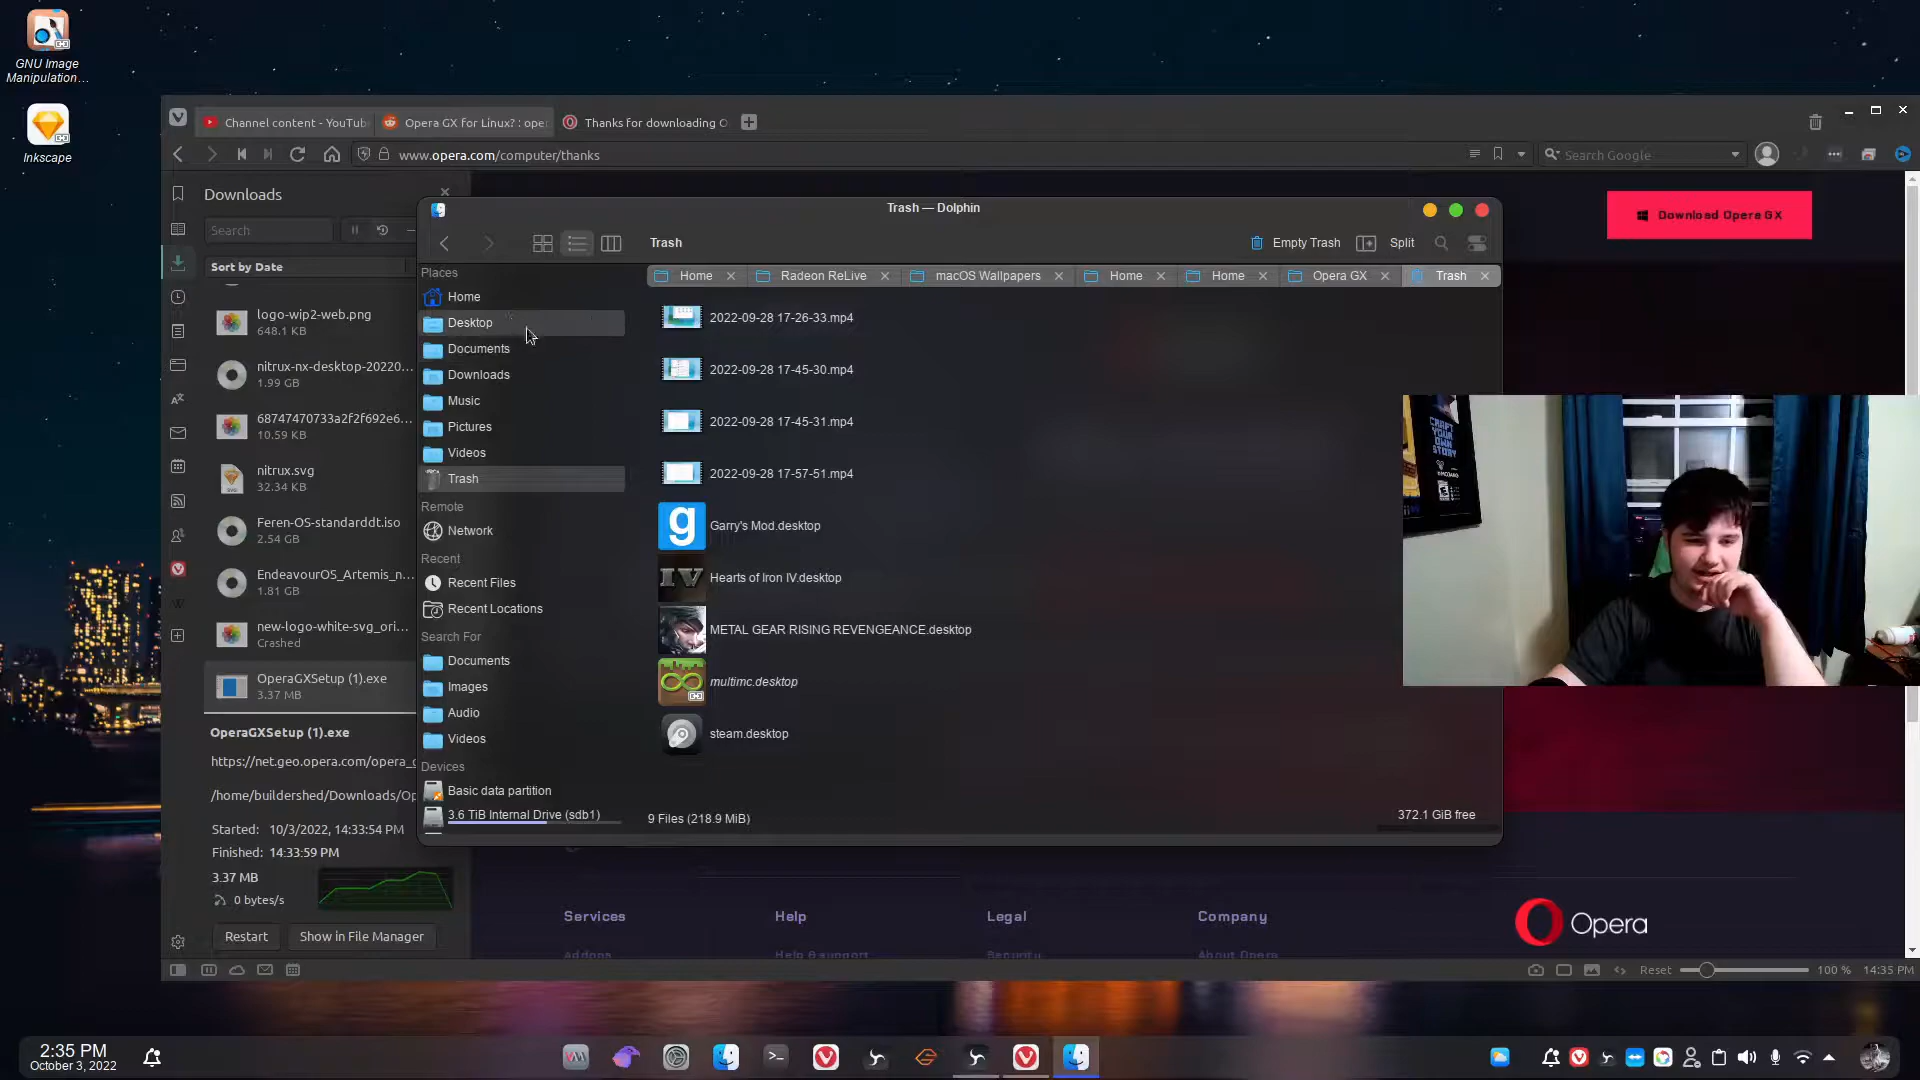 GNU Image
Manipulation...
Inkscape
Channel content - YouTub
Opera GX for Linux? : oper
Thanks for downloading O
www.opera.com/computer/thanks
Search Google
Downloads
Search
Sort by Date
logo-wip2-web.png
648.1 KB
nitrux-nx-desktop-20220...
1.99 GB
68747470733a2f2f692e6...
10.59 KB
nitrux.svg
32.34 KB
Feren-OS-standarddt.iso
2.54 GB
EndeavourOS_Artemis_n...
1.81 GB
new-logo-white-svg_ori...
Crashed
OperaGXSetup (1).exe
3.37 MB
OperaGXSetup (1).exe
https://net.geo.opera.com/opera_g
/home/buildershed/Downloads/Op
Started: 10/3/2022, 14:33:54 PM
Finished: 14:33:59 PM
3.37 MB
0 bytes/s
Restart
Show in File Manager
Trash — Dolphin
Trash
Empty Trash
Split
Home
Radeon ReLive
macOS Wallpapers
Home
Home
Opera GX
Trash
Places
Home
Desktop
Documents
Downloads
Music
Pictures
Videos
Trash
Remote
Network
Recent
Recent Files
Recent Locations
Search For
Documents
Images
Audio
Videos
Devices
Basic data partition
3.6 TiB Internal Drive (sdb1)
2022-09-28 17-26-33.mp4
2022-09-28 17-45-30.mp4
2022-09-28 17-45-31.mp4
2022-09-28 17-57-51.mp4
g
Garry's Mod.desktop
IV
Hearts of Iron IV.desktop
METAL GEAR RISING REVENGEANCE.desktop
multimc.desktop
steam.desktop
9 Files (218.9 MiB)
372.1 GiB free
Download Opera GX
CRAFT
YOUR
OWN
STORY
Services
Help
Legal
Company
Addons
Help & support
Security
About Opera
Opera
Reset
100 %
14:35 PM
2:35 PM
October 3, 2022